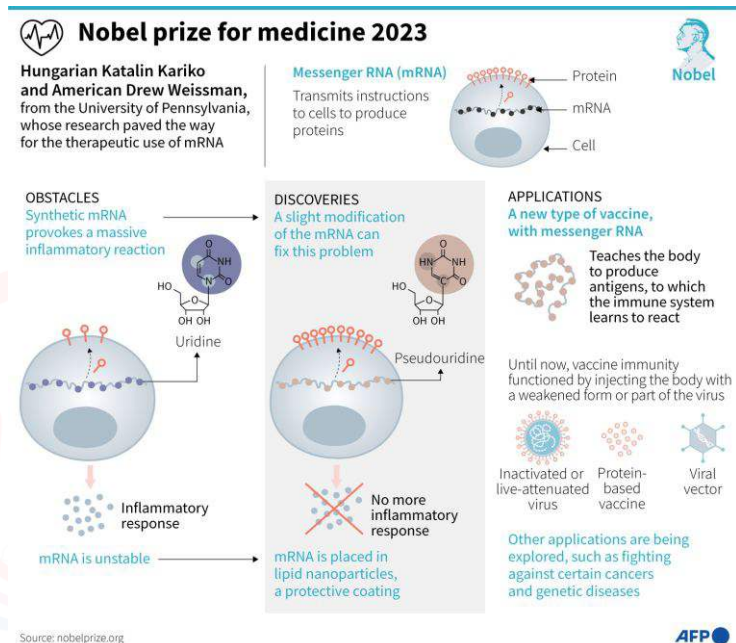 Nobel prize for medicine 2023
Nobel
Hungarian Katalin Kariko
and American Drew Weissman,
from the University of Pennsylvania,
whose research paved the way
for the therapeutic use of mRNA
Messenger RNA (mRNA)
Transmits instructions
to cells to produce
proteins
Protein
mRNA
Cell
OBSTACLES
Synthetic mRNA
provokes a massive
inflammatory reaction
O
NH
N
O
HO
O
OH OH
Uridine
Inflammatory
response
mRNA is unstable
DISCOVERIES
A slight modification
of the mRNA can
fix this problem
O
HN
NH
C
O
HO
O
OH OH
Pseudouridine
No more
inflammatory
response
mRNA is placed in
lipid nanoparticles,
a protective coating
APPLICATIONS
A new type of vaccine,
with messenger RNA
Teaches the body
to produce
antigens, to which
the immune system
learns to react
Until now, vaccine immunity
functioned by injecting the body with
a weakened form or part of the virus
Inactivated or
live-attenuated
virus
Protein-
based
vaccine
Viral
vector
Other applications are being
explored, such as fighting
against certain cancers
and genetic diseases
Source: nobelprize.org
AFP